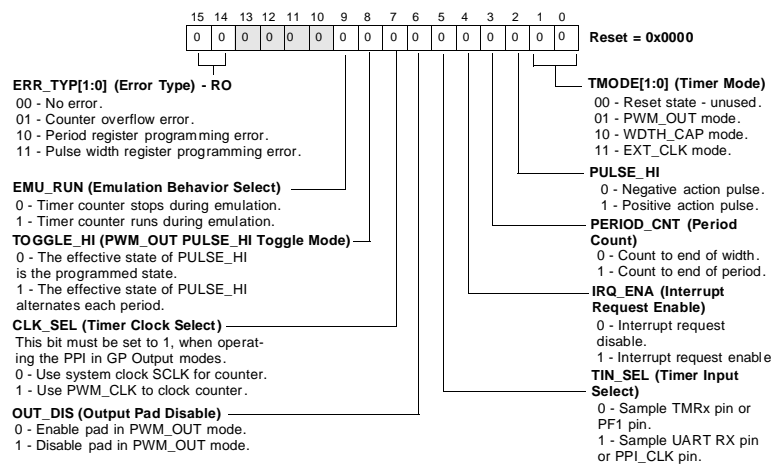 15 14 13 12 11 10 9 8 7 6 5 4 3 2 1 0
0 0 0 0 0 0 0 0 0 0 0 0 0 0 0 0 Reset = 0x0000
ERR_TYP[1:0] (Error Type) - RO
00 - No error.
01 - Counter overflow error.
10 - Period register programming error.
11 - Pulse width register programming error.
EMU_RUN (Emulation Behavior Select)
0 - Timer counter stops during emulation.
1 - Timer counter runs during emulation.
TOGGLE_HI (PWM_OUT PULSE_HI Toggle Mode)
0 - The effective state of PULSE_HI
is the programmed state.
1 - The effective state of PULSE_HI
alternates each period.
CLK_SEL (Timer Clock Select)
This bit must be set to 1, when operat-
ing the PPI in GP Output modes.
0 - Use system clock SCLK for counter.
1 - Use PWM_CLK to clock counter.
OUT_DIS (Output Pad Disable)
0 - Enable pad in PWM_OUT mode.
1 - Disable pad in PWM_OUT mode.
TMODE[1:0] (Timer Mode)
00 - Reset state - unused.
01 - PWM_OUT mode.
10 - WDTH_CAP mode.
11 - EXT_CLK mode.
PULSE_HI
0 - Negative action pulse.
1 - Positive action pulse.
PERIOD_CNT (Period
Count)
0 - Count to end of width.
1 - Count to end of period.
IRQ_ENA (Interrupt
Request Enable)
0 - Interrupt request
disable.
1 - Interrupt request enable
TIN_SEL (Timer Input
Select)
0 - Sample TMRx pin or
PF1 pin.
1 - Sample UART RX pin
or PPI_CLK pin.